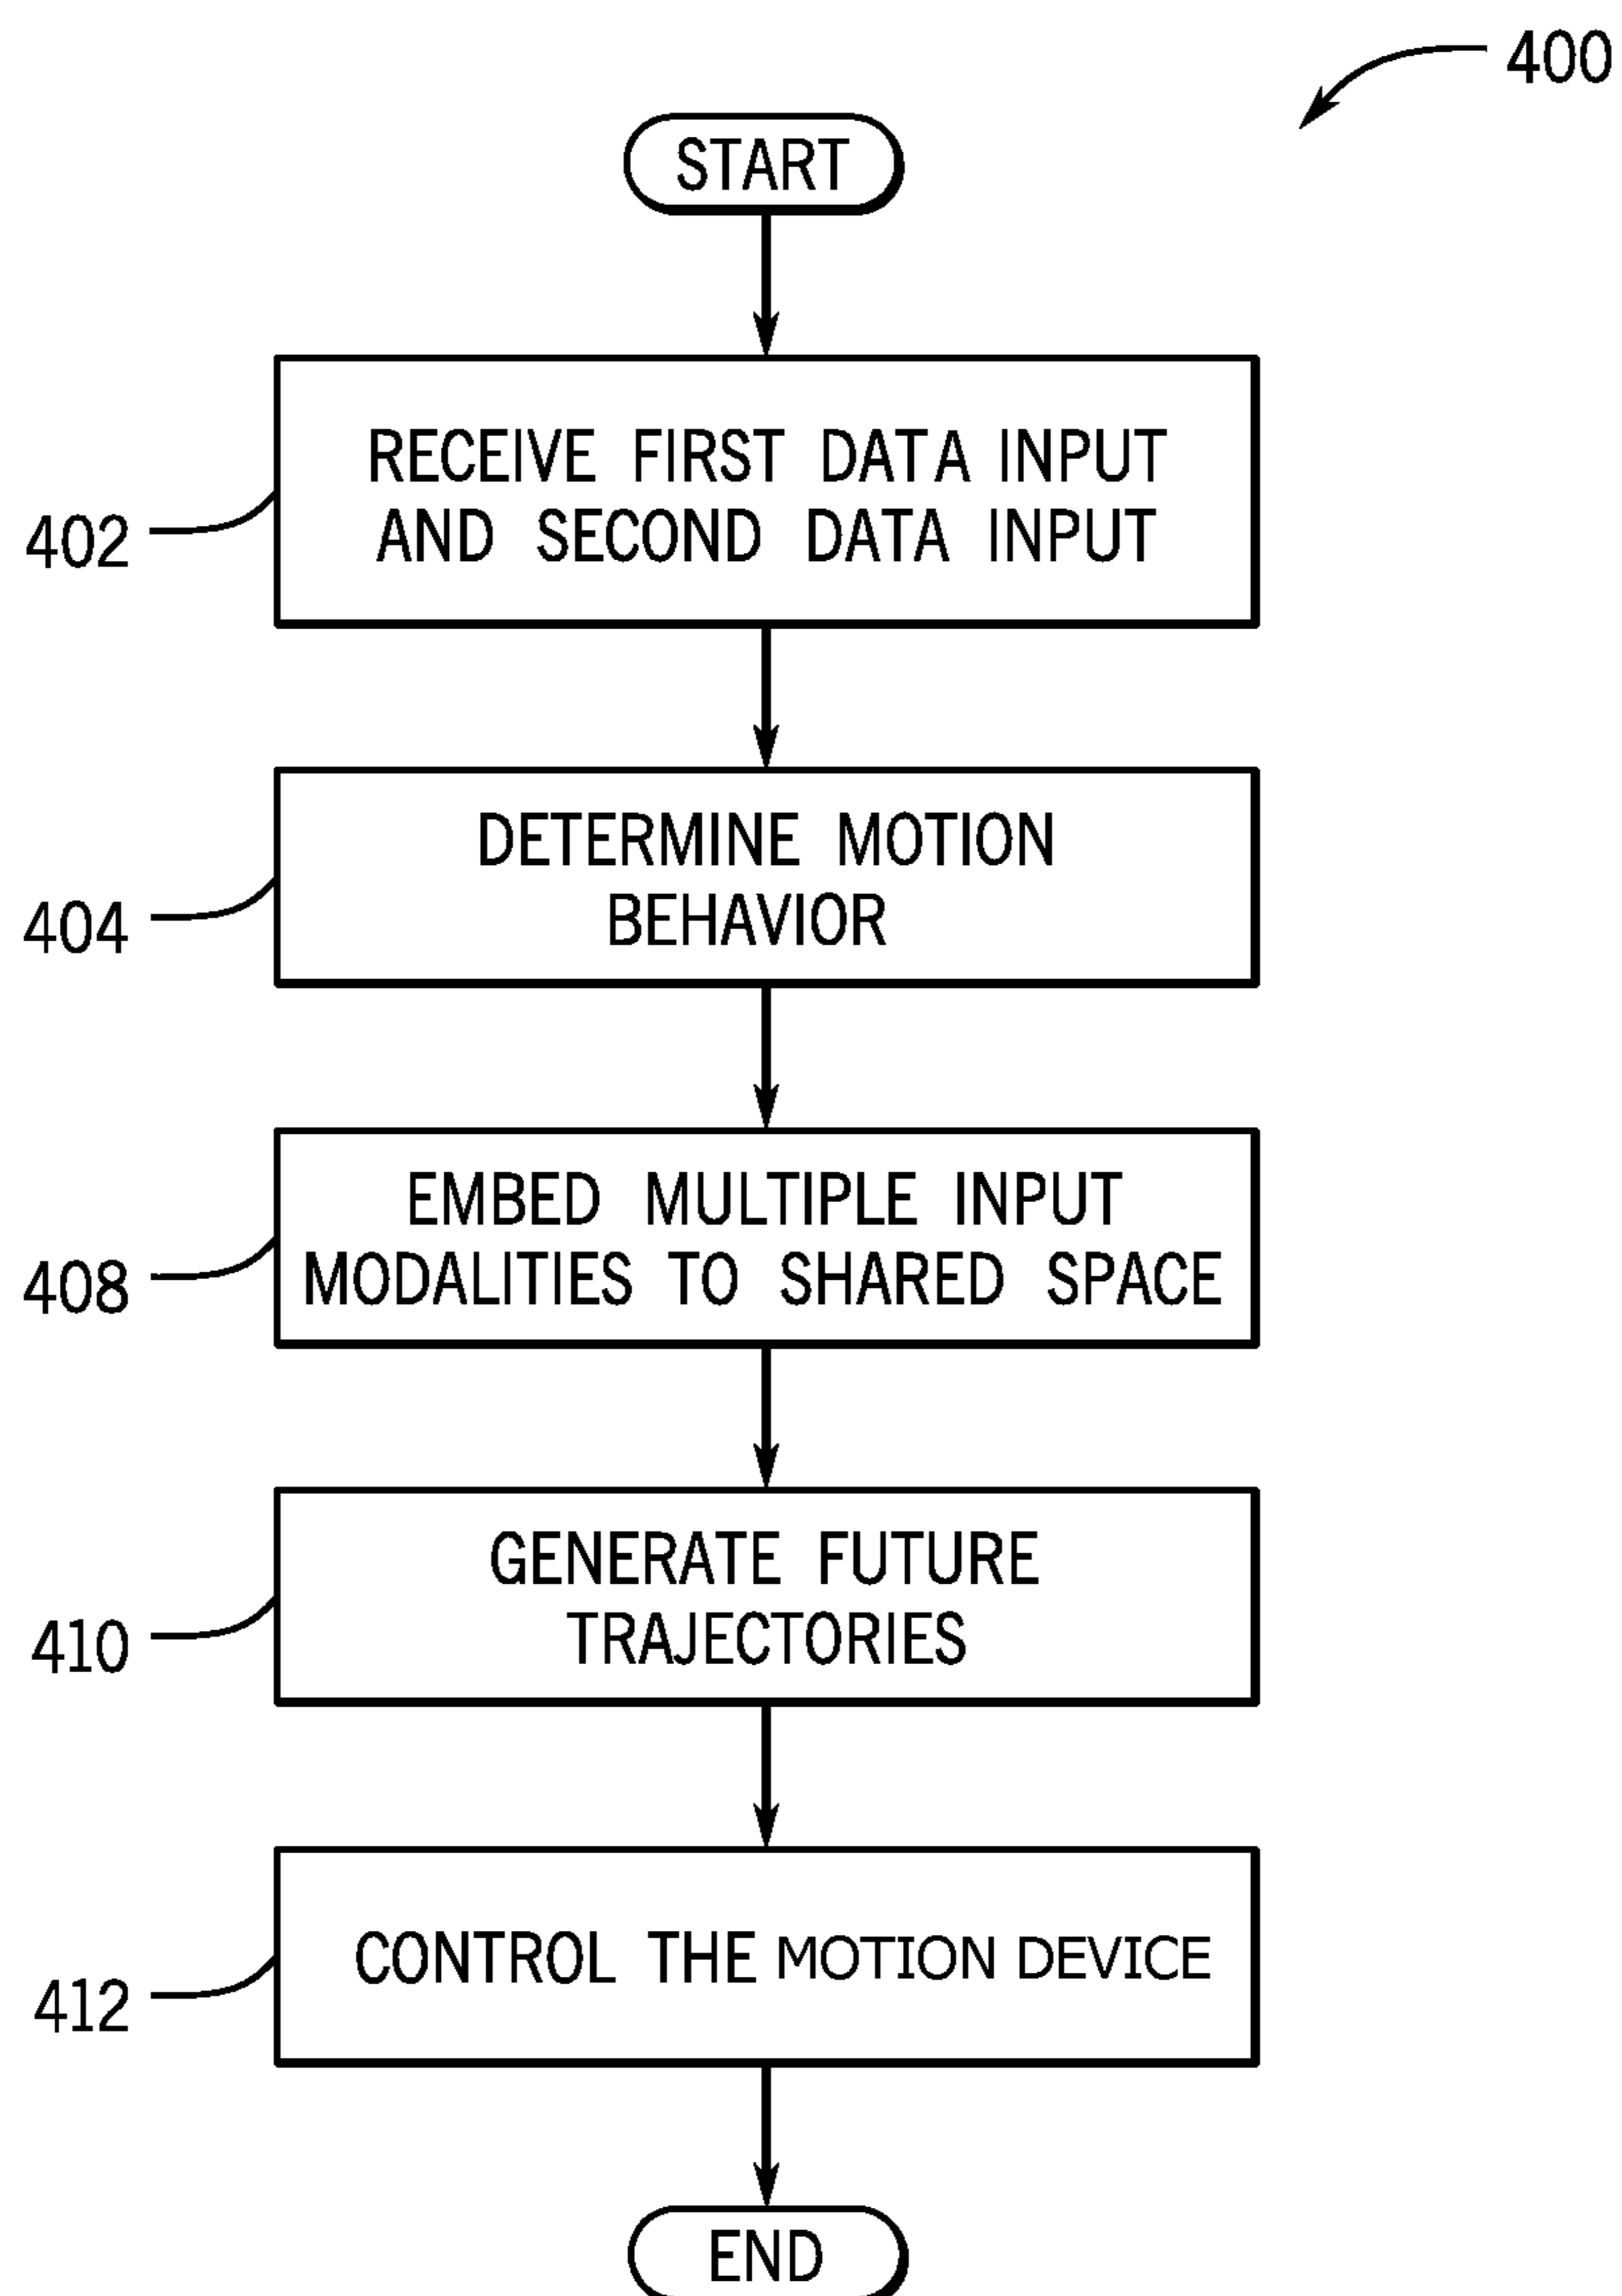 400
START
RECEIVE FIRST DATA INPUT
AND SECOND DATA INPUT
402
DETERMINE MOTION
BEHAVIOR
404
EMBED MULTIPLE INPUT
MODALITIES TO SHARED SPACE
408
GENERATE FUTURE
TRAJECTORIES
410
CONTROL THE MOTION DEVICE
412
END